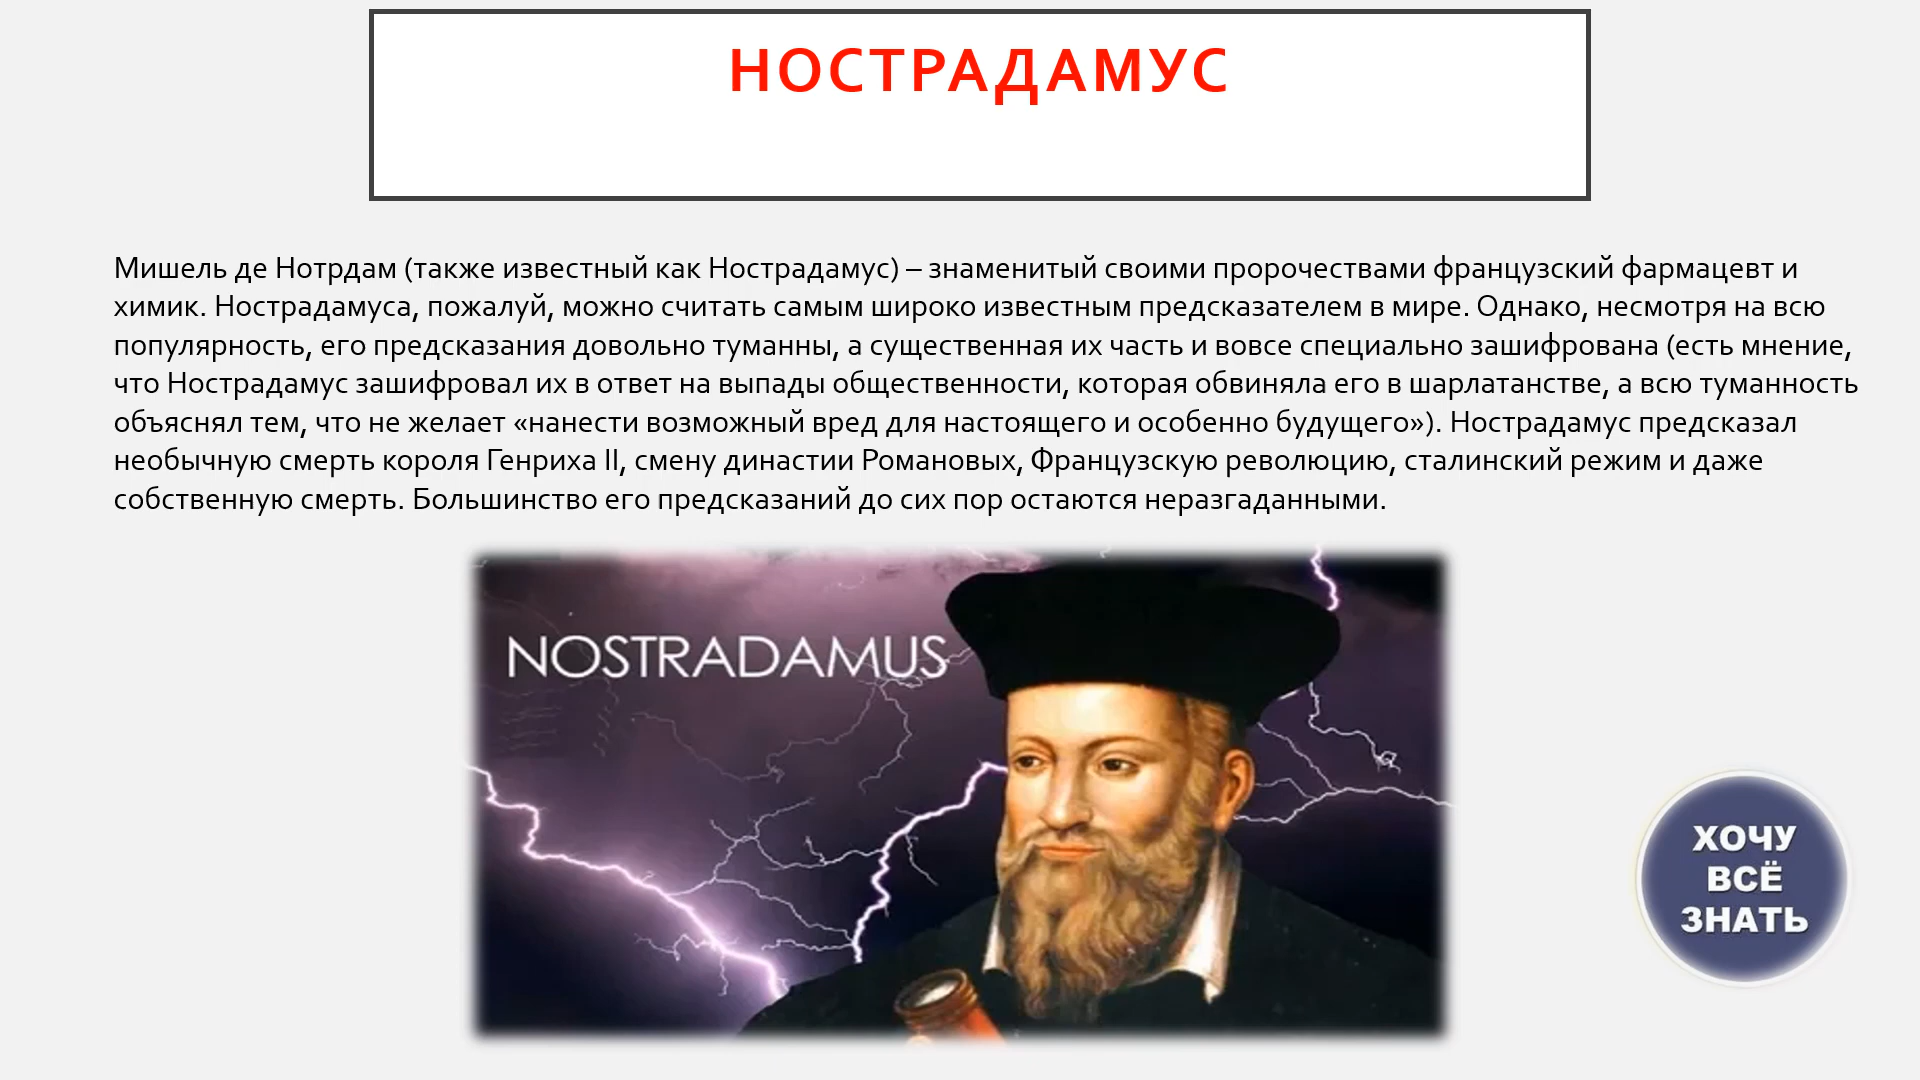 НОСТРАДАМУС
Мишель де Нотрдам (также известный как Нострадамус) – знаменитый своими пророчествами французский фармацевт и
химик. Нострадамуса, пожалуй, можно считать самым широко известным предсказателем в мире. Однако, несмотря на всю
популярность, его предсказания довольно туманны, а существенная их часть и вовсе специально зашифрована (есть мнение,
что Нострадамус зашифровал их в ответ на выпады общественности, которая обвиняла его в шарлатанстве, а всю туманность
объяснял тем, что не желает «нанести возможный вред для настоящего и особенно будущего»). Нострадамус предсказал
необычную смерть короля Генриха II, смену династии Романовых, Французскую революцию, сталинский режим и даже
собственную смерть. Большинство его предсказаний до сих пор остаются неразгаданными.
NOSTRADAMUS
ХОЧУ
ВСЁ
ЗНАТЬ